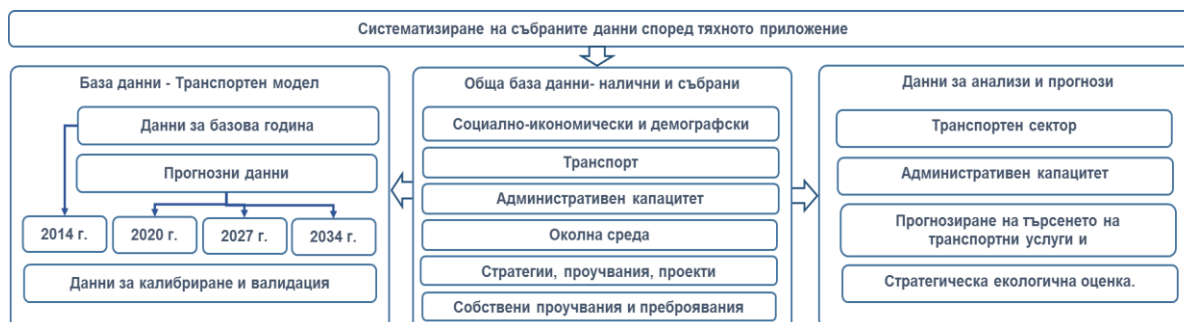 Систематизиране на събраните данни според тяхното приложение
База данни - Транспортен модел
Данни за базова година
Прогнозни данни
2014 г.
2020 г.
2027 г.
2034 г.
Данни за калибриране и валидация
Обща база данни- налични и събрани
Социално-икономически и демографски
Транспорт
Административен капацитет
Околна среда
Стратегии, проучвания, проекти
Собствени проучвания и преброявания
Данни за анализи и прогнози
Транспортен сектор
Административен капацитет
Прогнозиране на търсенето на
транспортни услуги и
Стратегическа екологична оценка.